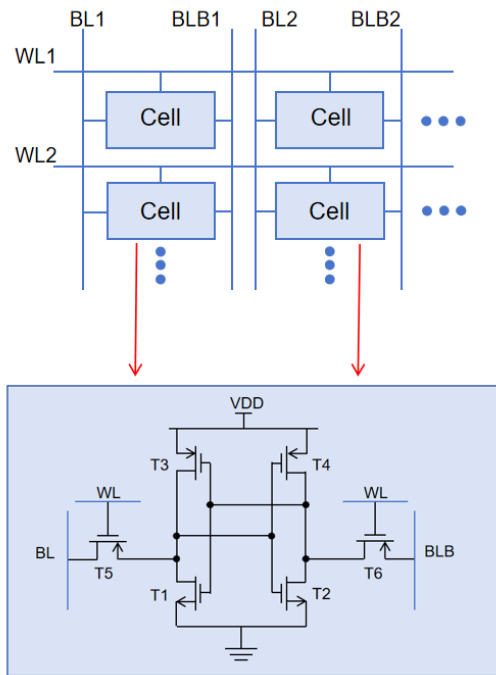 BL1 BLB1 BL2 BLB2
WL1
Cell Cell
WL2
Cell Cell
VDD
T3 T4
WL WL
BL BLB
T5 T6
T1 T2